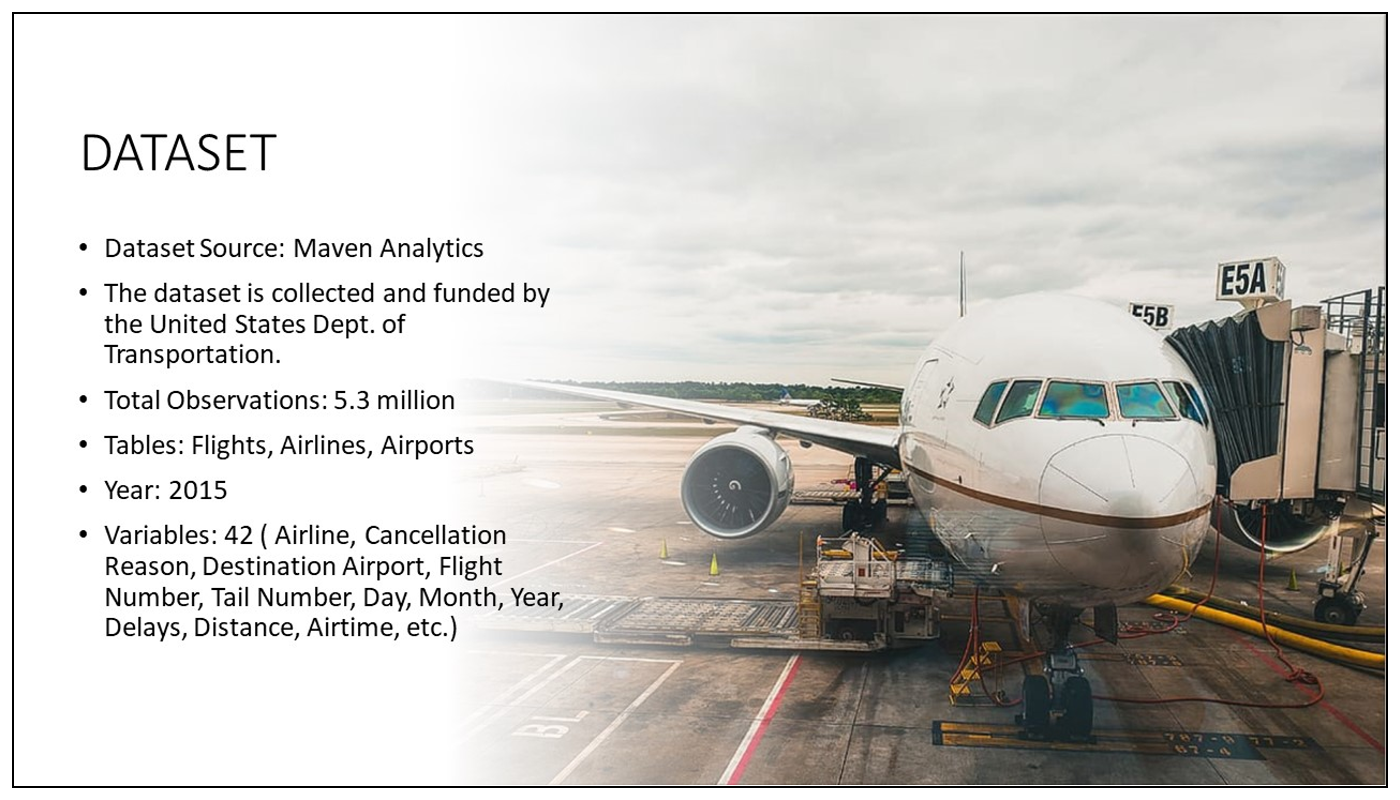 DATASET
• Dataset Source: Maven Analytics
• The dataset is collected and funded by
the United States Dept. of
Transportation.
• Total Observations: 5.3 million
• Tables: Flights, Airlines, Airports
• Year: 2015
• Variables: 42 ( Airline, Cancellation
Reason, Destination Airport, Flight
Number, Tail Number, Day, Month, Year,
Delays, Distance, Airtime, etc.)
E5A
E5B
BL